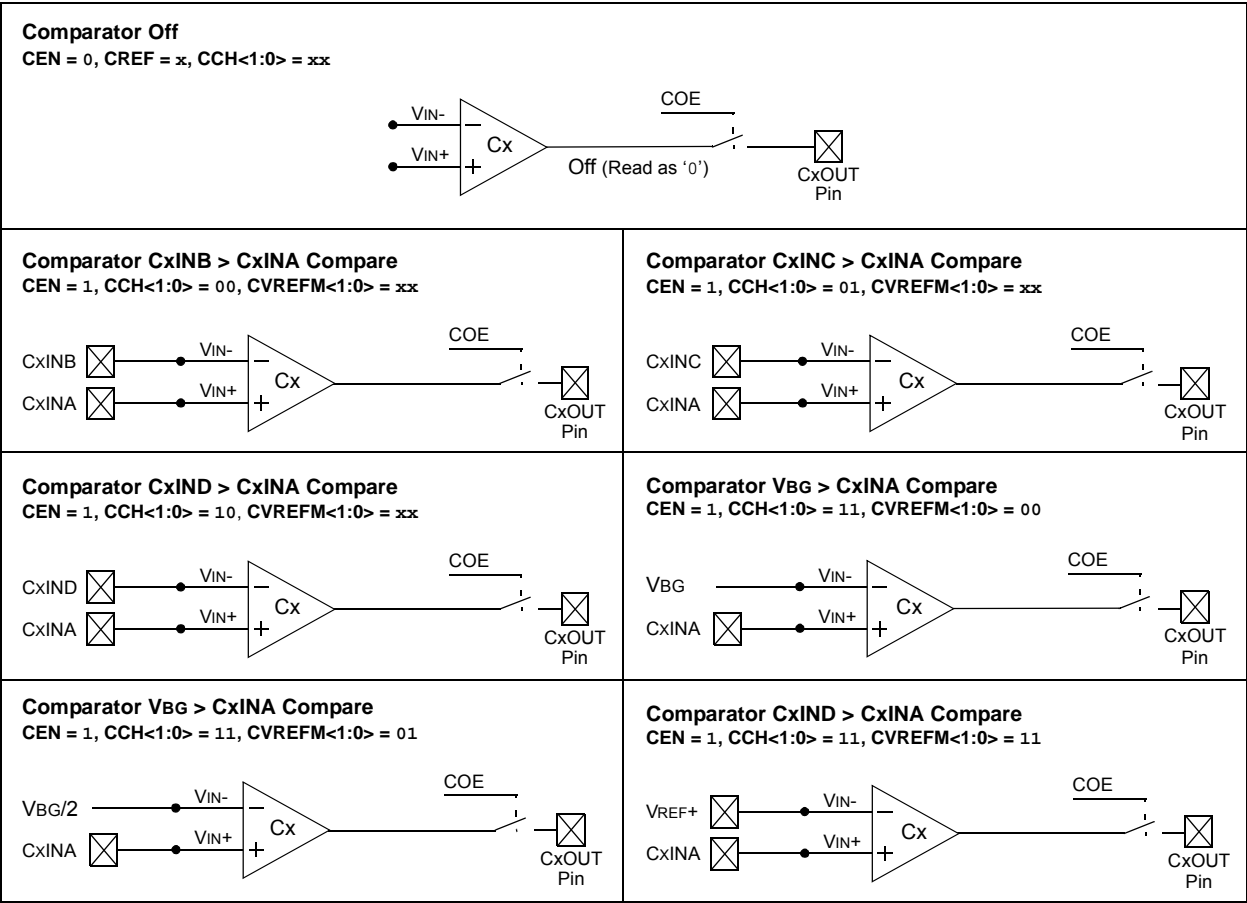 Comparator Off
CEN = 0, CREF = x, CCH<1:0> = xx
COE
VIN-
–
Cx
VIN+
+
Off (Read as ‘0’)
CxOUT
Pin
Comparator CxINB > CxINA Compare
CEN = 1, CCH<1:0> = 00, CVREFM<1:0> = xx
COE
CxINB
VIN-
–
Cx
CxINA
VIN+
+
CxOUT
Pin
Comparator CxINC > CxINA Compare
CEN = 1, CCH<1:0> = 01, CVREFM<1:0> = xx
COE
CxINC
VIN-
–
Cx
CxINA
VIN+
+
CxOUT
Pin
Comparator CxIND > CxINA Compare
CEN = 1, CCH<1:0> = 10, CVREFM<1:0> = xx
COE
CxIND
VIN-
–
Cx
CxINA
VIN+
+
CxOUT
Pin
Comparator VBG > CxINA Compare
CEN = 1, CCH<1:0> = 11, CVREFM<1:0> = 00
COE
VBG
VIN-
–
Cx
CxINA
VIN+
+
CxOUT
Pin
Comparator VBG > CxINA Compare
CEN = 1, CCH<1:0> = 11, CVREFM<1:0> = 01
COE
VBG/2
VIN-
–
Cx
CxINA
VIN+
+
CxOUT
Pin
Comparator CxIND > CxINA Compare
CEN = 1, CCH<1:0> = 11, CVREFM<1:0> = 11
COE
VREF+
VIN-
–
Cx
CxINA
VIN+
+
CxOUT
Pin